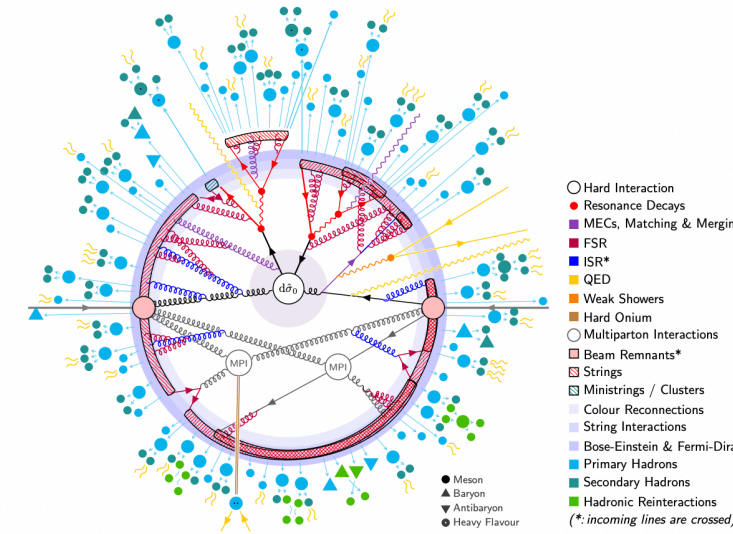 dσ̂₀
MPI
MPI
Hard Interaction
Resonance Decays
MECs, Matching & Mergin
FSR
ISR*
QED
Weak Showers
Hard Onium
Multiparton Interactions
Beam Remnants*
Strings
Ministrings / Clusters
Colour Reconnections
String Interactions
Bose-Einstein & Fermi-Dira
Primary Hadrons
Secondary Hadrons
Hadronic Reinteractions
(*: incoming lines are crossed)
Meson
Baryon
Antibaryon
Heavy Flavour